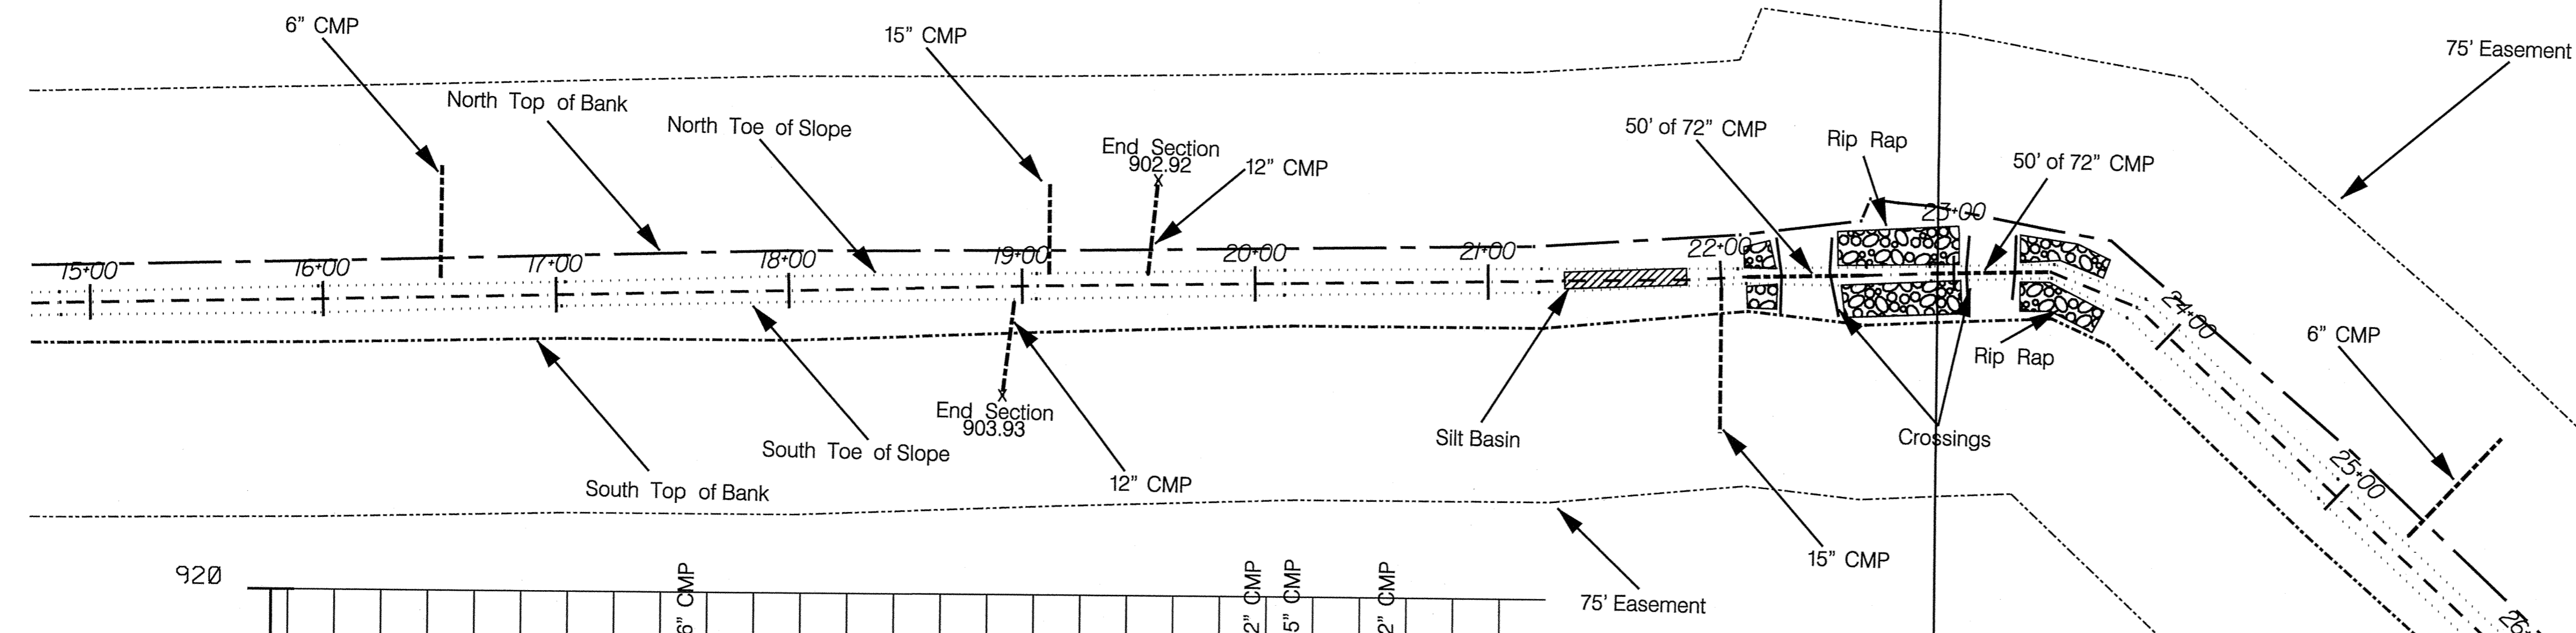 6" CMP
15" CMP
75' Easement
North Top of Bank
North Toe of Slope
End Section
902.92
12" CMP
50' of 72" CMP
Rip Rap
50' of 72" CMP
15+00
16+00
17+00
18+00
19+00
20+00
21+00
22+00
23+00
24+00
25+00
6" CMP
Rip Rap
End Section
903.93
South Toe of Slope
Silt Basin
Crossings
South Top of Bank
12" CMP
15" CMP
75' Easement
920
6" CMP
2" CMP
5" CMP
2" CMP